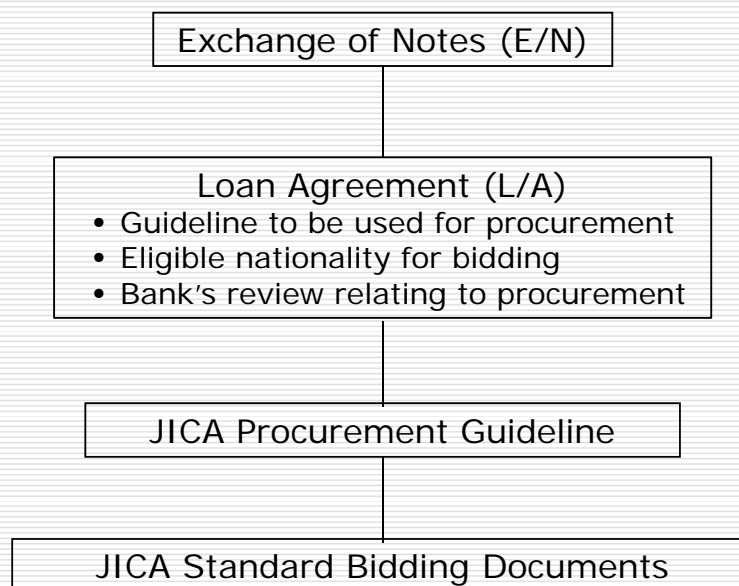 Exchange of Notes (E/N)
Loan Agreement (L/A)
• Guideline to be used for procurement
• Eligible nationality for bidding
• Bank's review relating to procurement
JICA Procurement Guideline
JICA Standard Bidding Documents